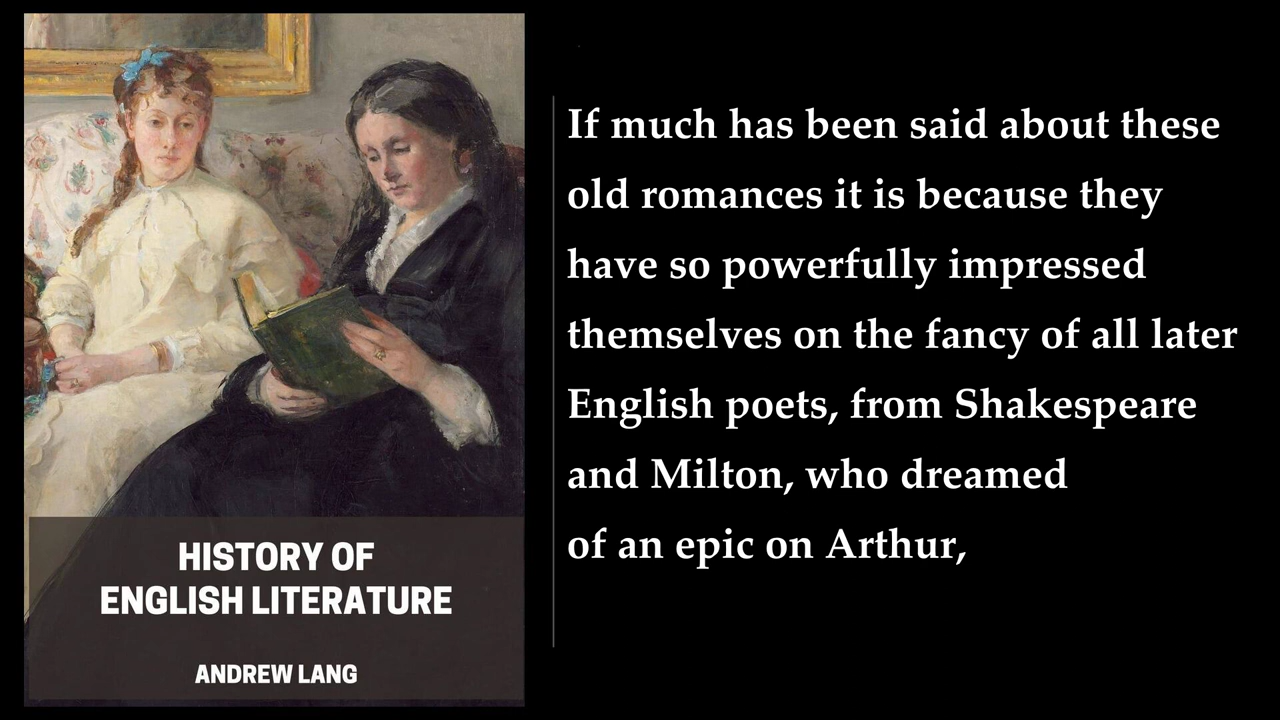 HISTORY OF
ENGLISH LITERATURE
ANDREW LANG
If much has been said about these
old romances it is because they
have so powerfully impressed
themselves on the fancy of all later
English poets, from Shakespeare
and Milton, who dreamed
of an epic on Arthur,